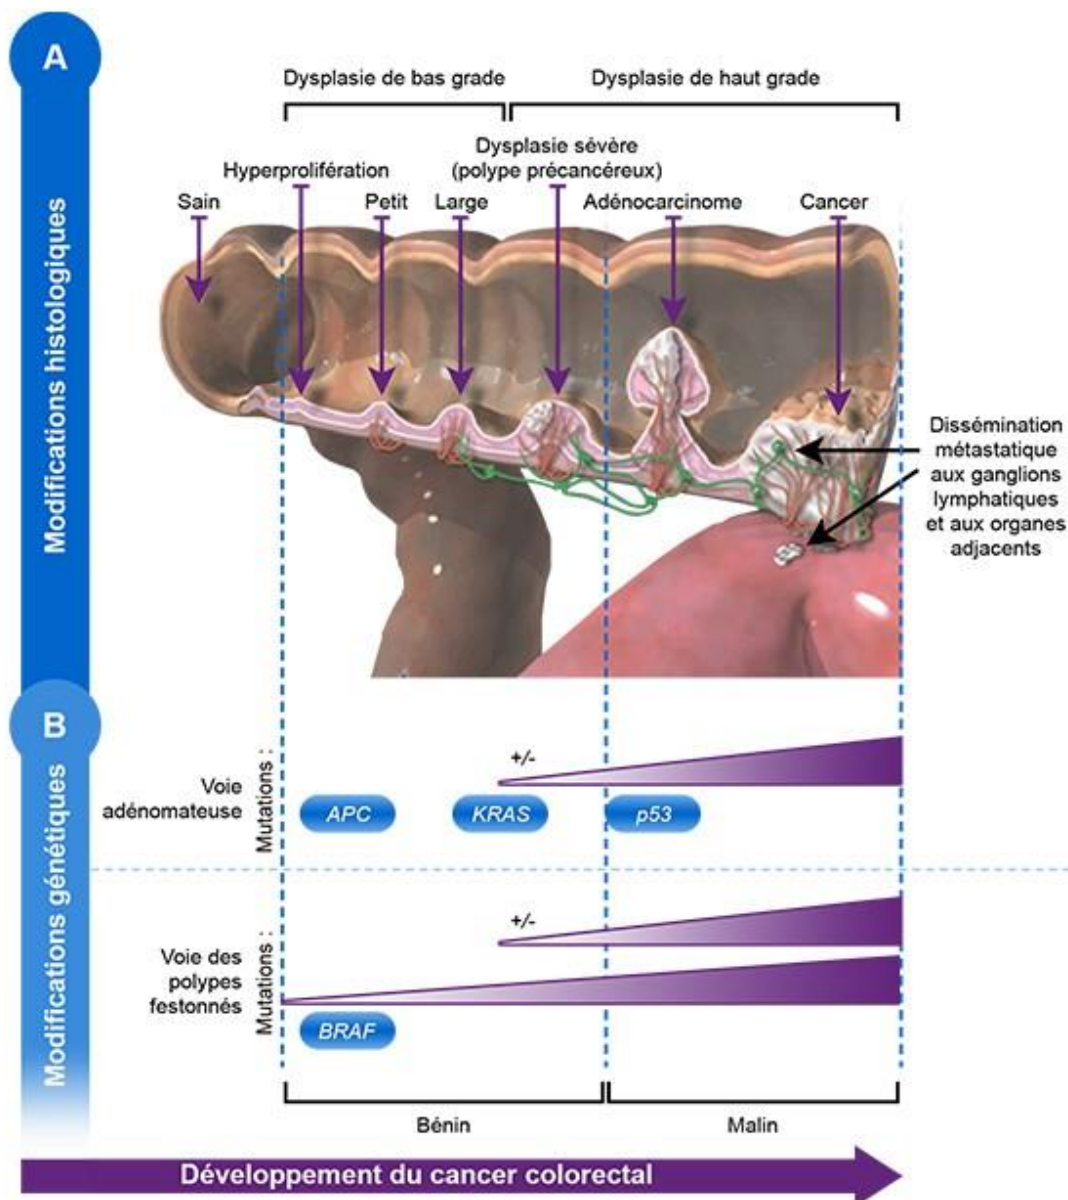 A
Modifications histologiques
Dysplasie de bas grade
Dysplasie de haut grade
Dysplasie sévère
(polype précancéreux)
Hyperprolifération
Sain
Petit
Large
Adénocarcinome
Cancer
Dissémination
métastatique
aux ganglions
lymphatiques
et aux organes
adjacents
B
Modifications génétiques
Voie
adénomateuse
Mutations :
+/-
APC
KRAS
p53
Voie des
polypes
festonnés
Mutations :
+/-
BRAF
Bénin
Malin
Développement du cancer colorectal